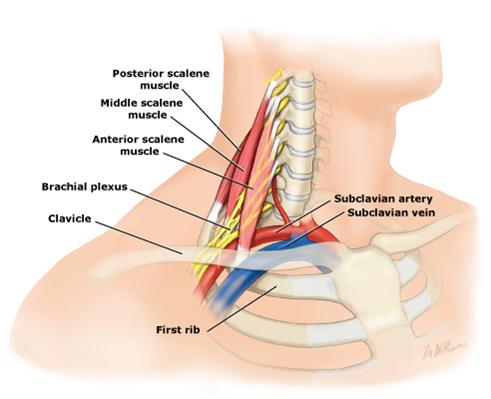 Posterior scalene
muscle
Middle scalene
muscle
Anterior scalene
muscle
Brachial plexus
Clavicle
Subclavian artery
Subclavian vein
First rib